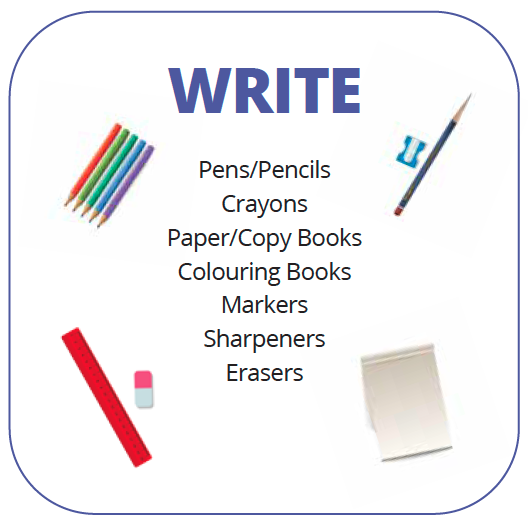 WRITE
Pens/Pencils
Crayons
Paper/Copy Books
Colouring Books
Markers
Sharpeners
Erasers